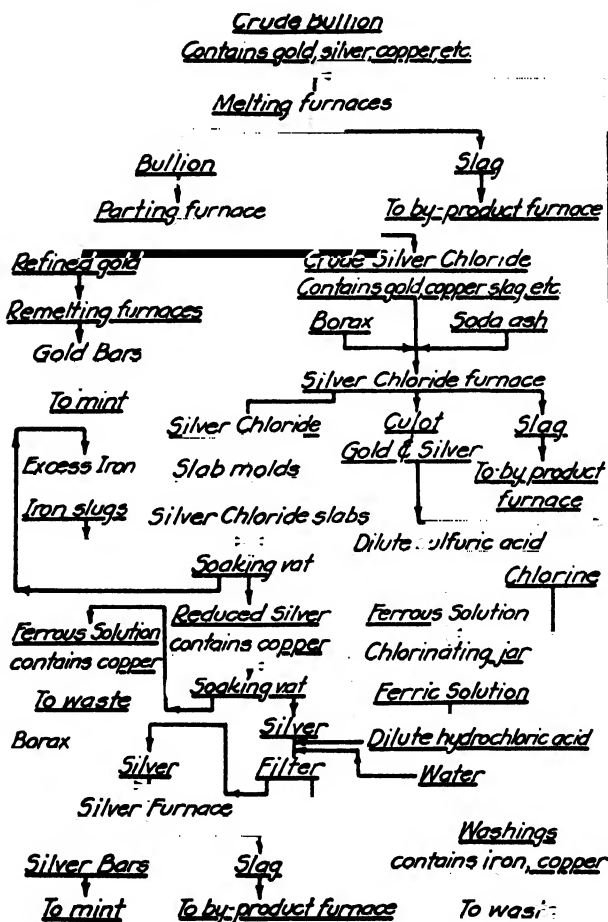 Crude Bullion
Contains gold, silver, copper, etc.
Melting furnaces
Bullion
Slag
Parting furnace
To by-product furnace
Refined gold
Crude Silver Chloride
Contains gold, copper slag, etc.
Remelting furnaces
Borax
Soda ash
Gold Bars
Silver Chloride furnace
To mint
Silver Chloride
Culot
Slag
Gold & Silver
Excess Iron
Slab molds
To by product
furnace
Iron slugs
Silver Chloride slabs
Dilute sulfuric acid
Soaking vat
Chlorine
Ferrous Solution
contains copper
Reduced Silver
contains copper
Ferrous Solution
Chlorinating jar
To waste
Soaking vat
Ferric Solution
Silver
Borax
Dilute hydrochloric acid
Silver
Filter
Water
Silver Furnace
Washings
contains iron, copper
Silver Bars
Slag
To mint
To by-product furnace
To waste